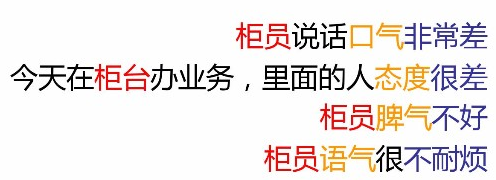 柜员说话口气非常差
今天在柜台办业务，里面的人态度很差
柜员脾气不好
柜员语气很不耐烦